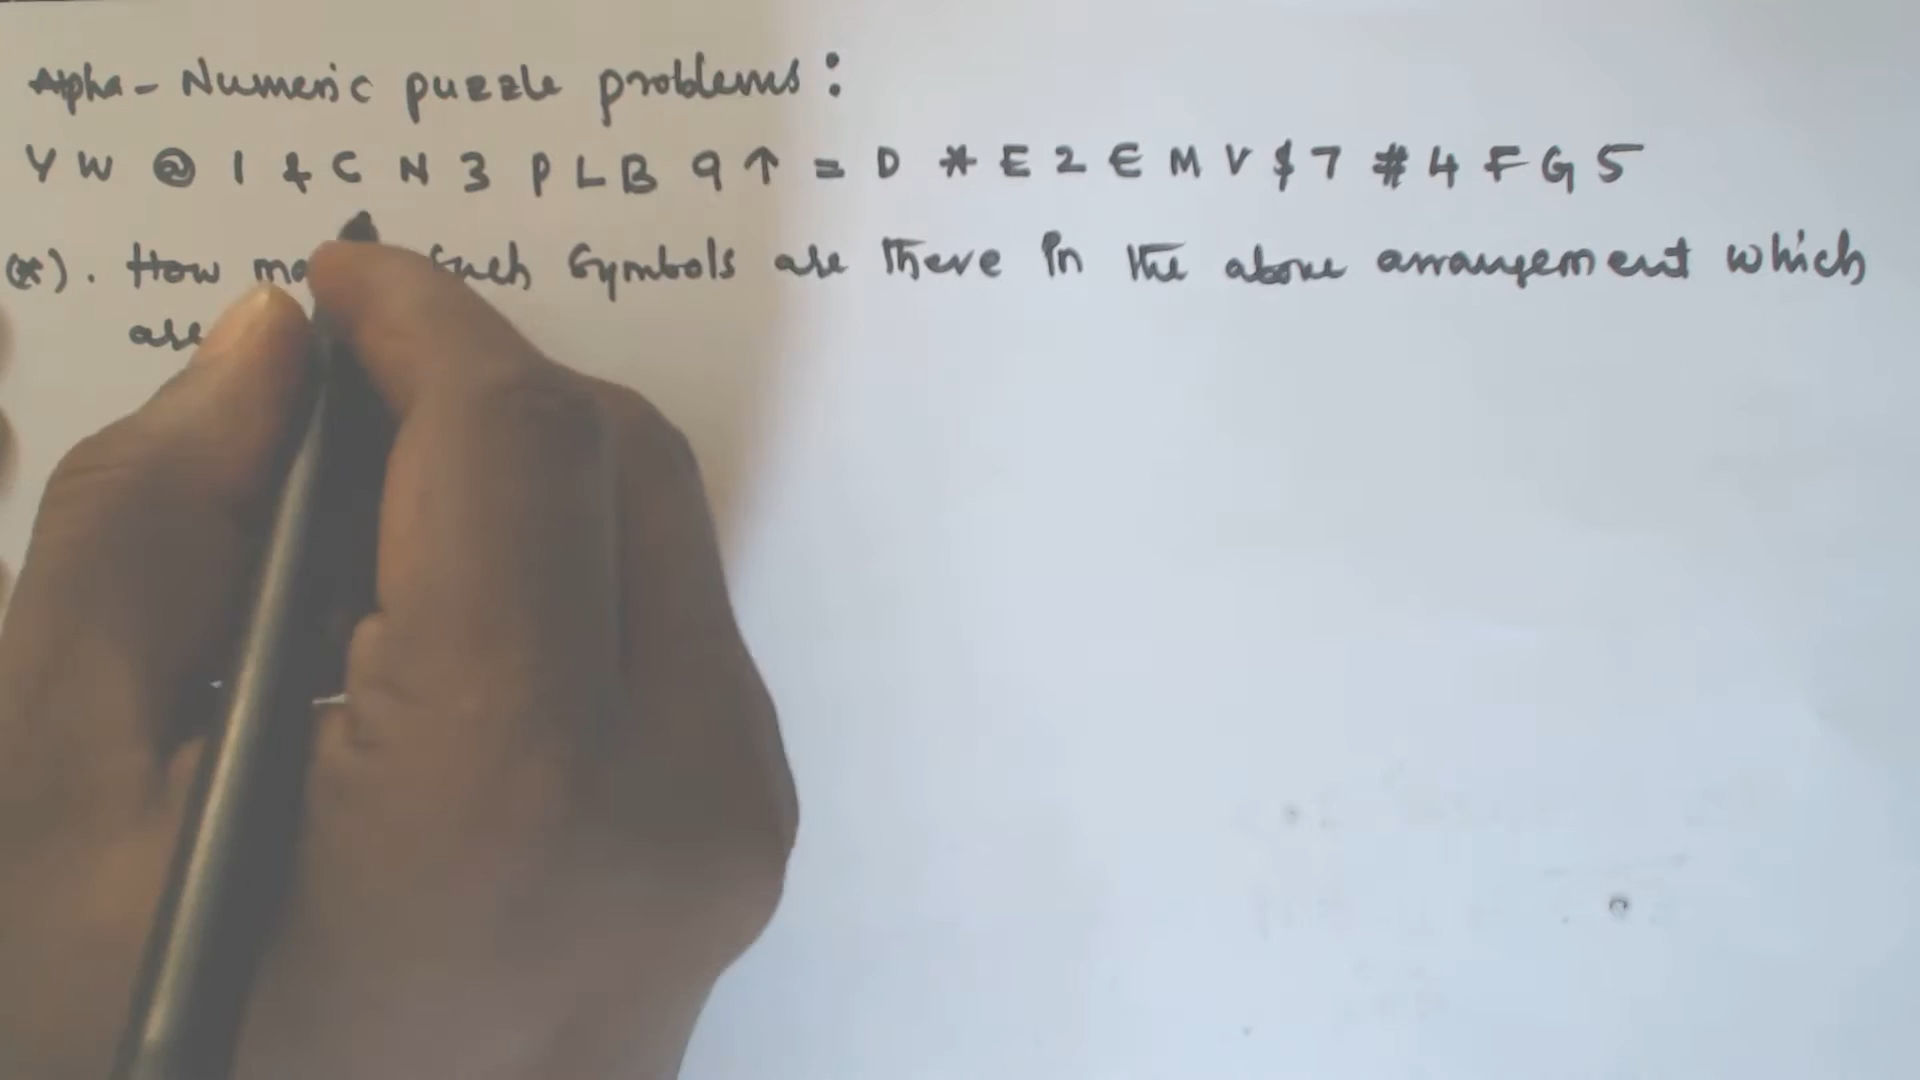 Alpha - Numeric puzzle problems :
Y W @ 1 & C N 3 P L B 9 ↑ = D * E 2 € M V $ 7 # 4 F G 5
(*). How such symbols are there in the above arrangement which
are